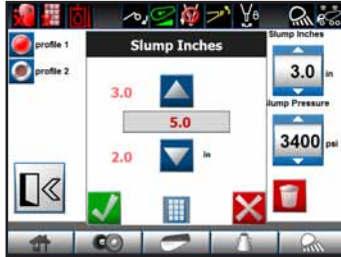 Slump Inches
profile 1
profile 2
Slump Inches
3.0
5.0
2.0
in
3.0 in
Slump Pressure
3400 psi